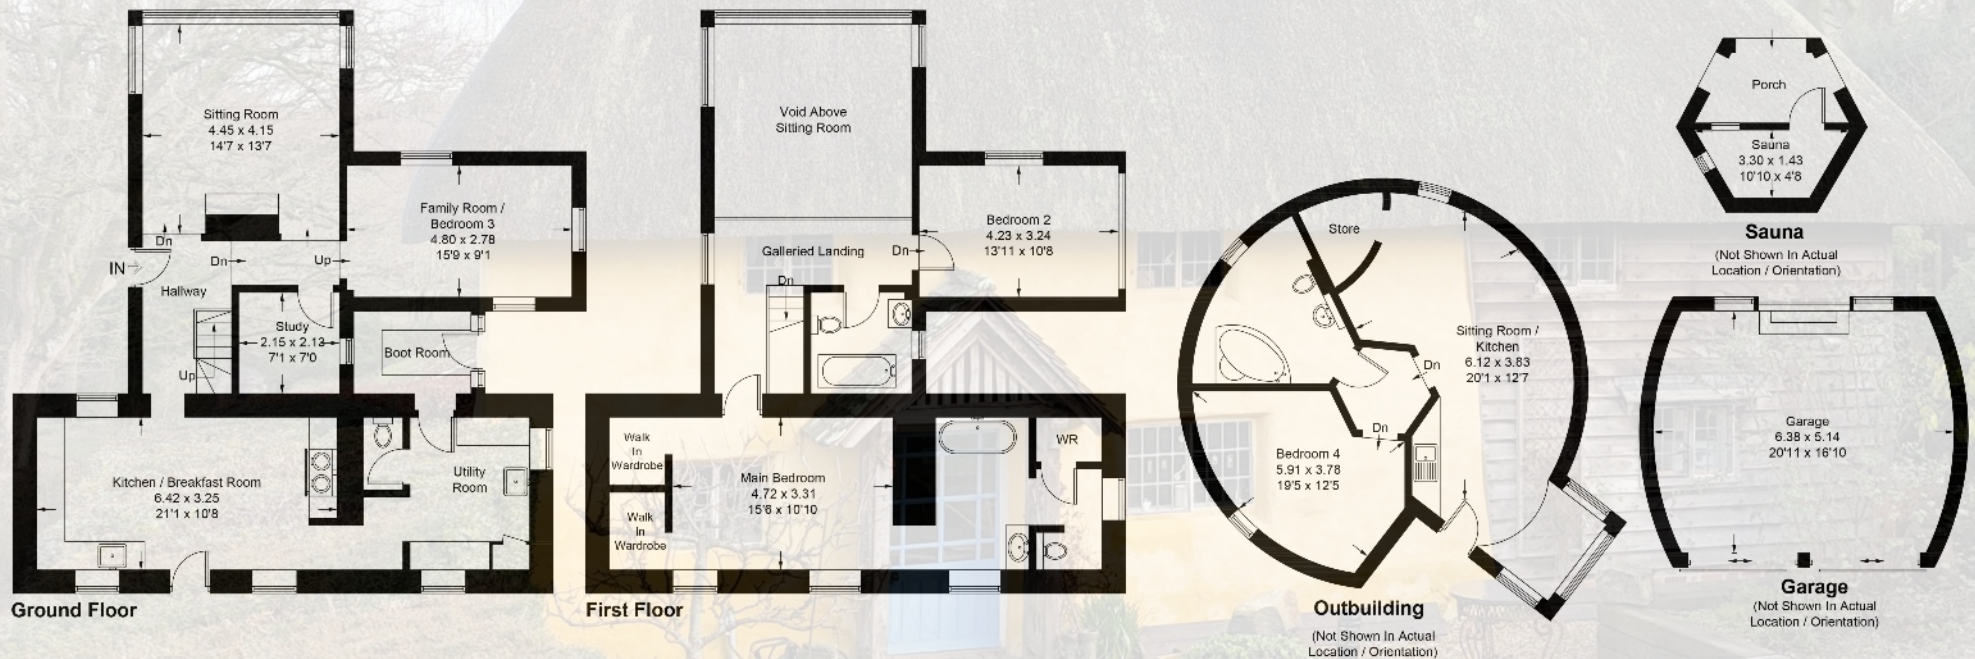 Sitting Room
4.45 x 4.15
14'7 x 13'7
Dn
IN
Dn
Up
Hallway
Family Room /
Bedroom 3
4.80 x 2.78
15'9 x 9'1
Study
2.15 x 2.13
7'1 x 7'0
Boot Room
Up
Kitchen / Breakfast Room
6.42 x 3.25
21'1 x 10'8
Utility
Room
Ground Floor
Void Above
Sitting Room
Galleried Landing
Dn
Dn
Bedroom 2
4.23 x 3.24
13'11 x 10'8
Walk
In
Wardrobe
Walk
In
Wardrobe
Main Bedroom
4.72 x 3.31
15'6 x 10'10
WR
First Floor
Store
Sitting Room /
Kitchen
6.12 x 3.83
20'1 x 12'7
Dn
Dn
Bedroom 4
5.91 x 3.78
19'5 x 12'5
Outbuilding
(Not Shown In Actual
Location / Orientation)
Porch
Sauna
3.30 x 1.43
10'10 x 4'8
Sauna
(Not Shown In Actual
Location / Orientation)
Garage
6.38 x 5.14
20'11 x 16'10
Garage
(Not Shown In Actual
Location / Orientation)